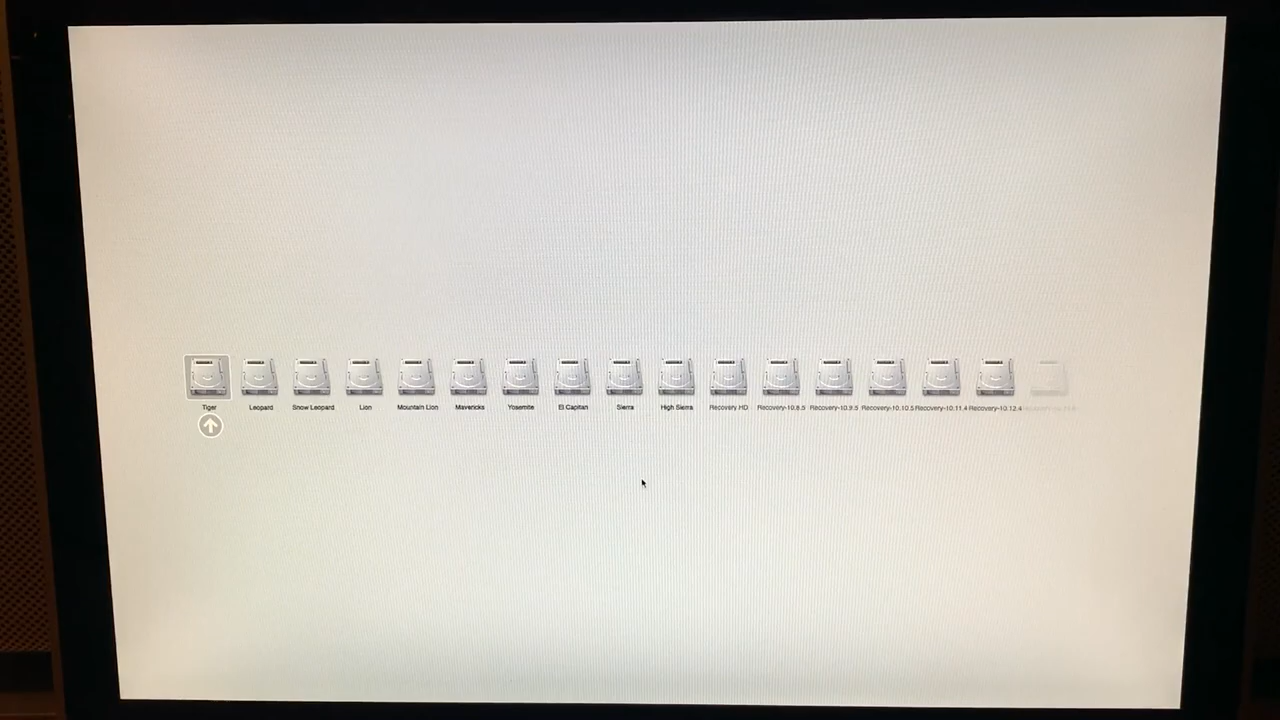 Tiger Leopard Snow Leopard Lion Mountain Lion Mavericks Yosemite El Capitan Sierra High Sierra Recovery HD Recovery-10.8.5 Recovery-10.9.5 Recovery-10.10.5 Recovery-10.11.4 Recovery-10.12.4